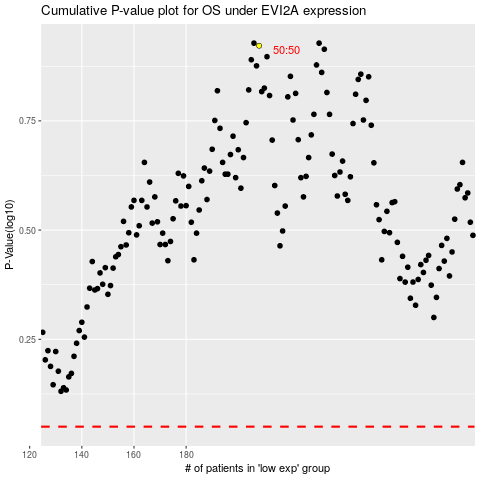 Cumulative P-value plot for OS under EVI2A expression
50:50
0.75
0.50
0.25
P-Value(log10)
120 140 160 180
# of patients in 'low exp' group